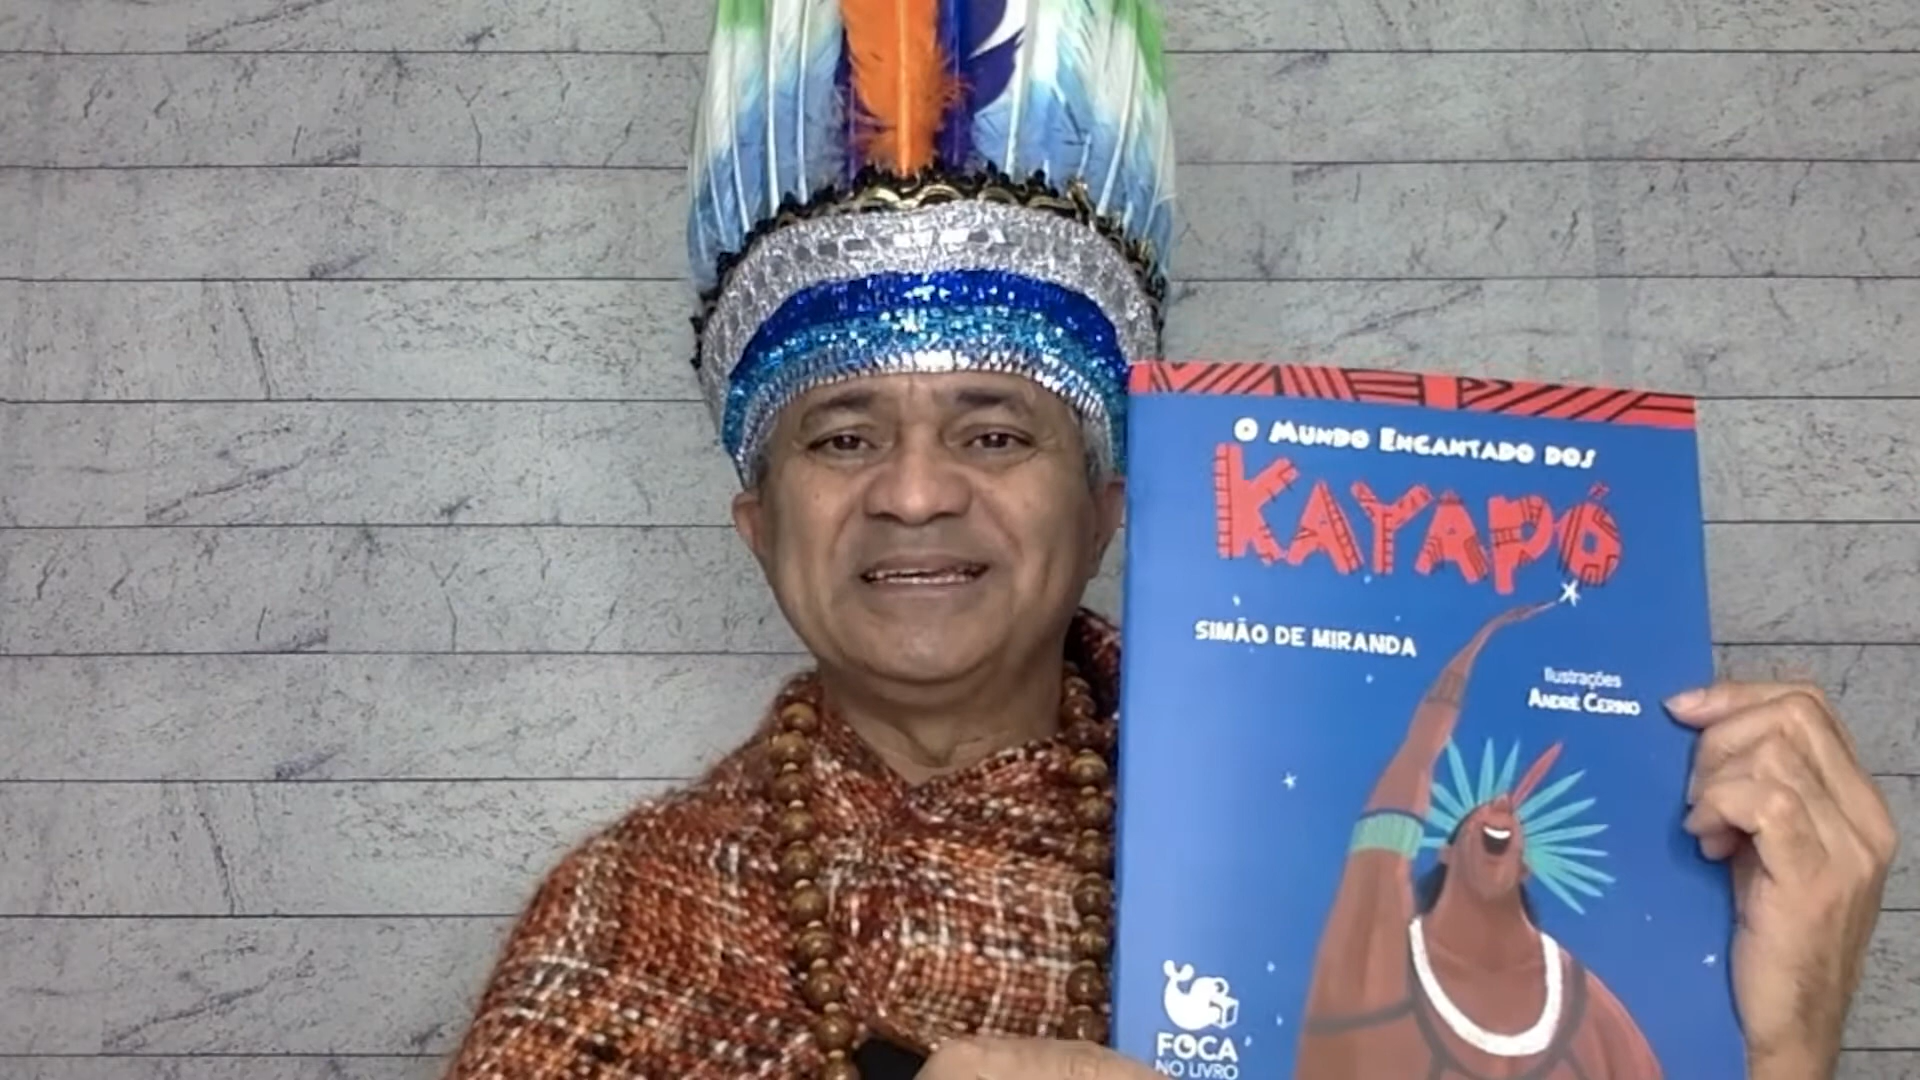 O MUNDO ENCANTADO DOS
KAYAPÓ
SIMÃO DE MIRANDA
Ilustrações
ANDRÉ CERINO
FOCA
NO LIVRO